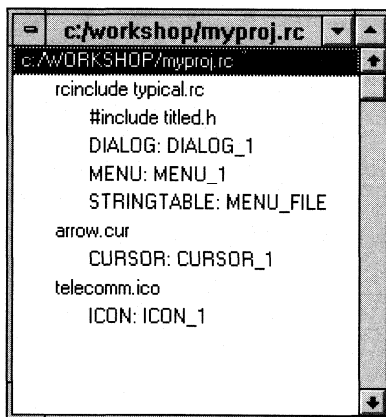 c:/workshop/myproj.rc
c:/WORKSHOP/myproj.rc
rcinclude typical.rc
#include titled.h
DIALOG: DIALOG_1
MENU: MENU_1
STRINGTABLE: MENU_FILE
arrow.cur
CURSOR: CURSOR_1
telecomm.ico
ICON: ICON_1